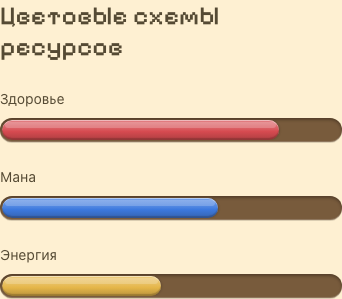 Цветовые схемы
ресурсов
Здоровье
Мана
Энергия